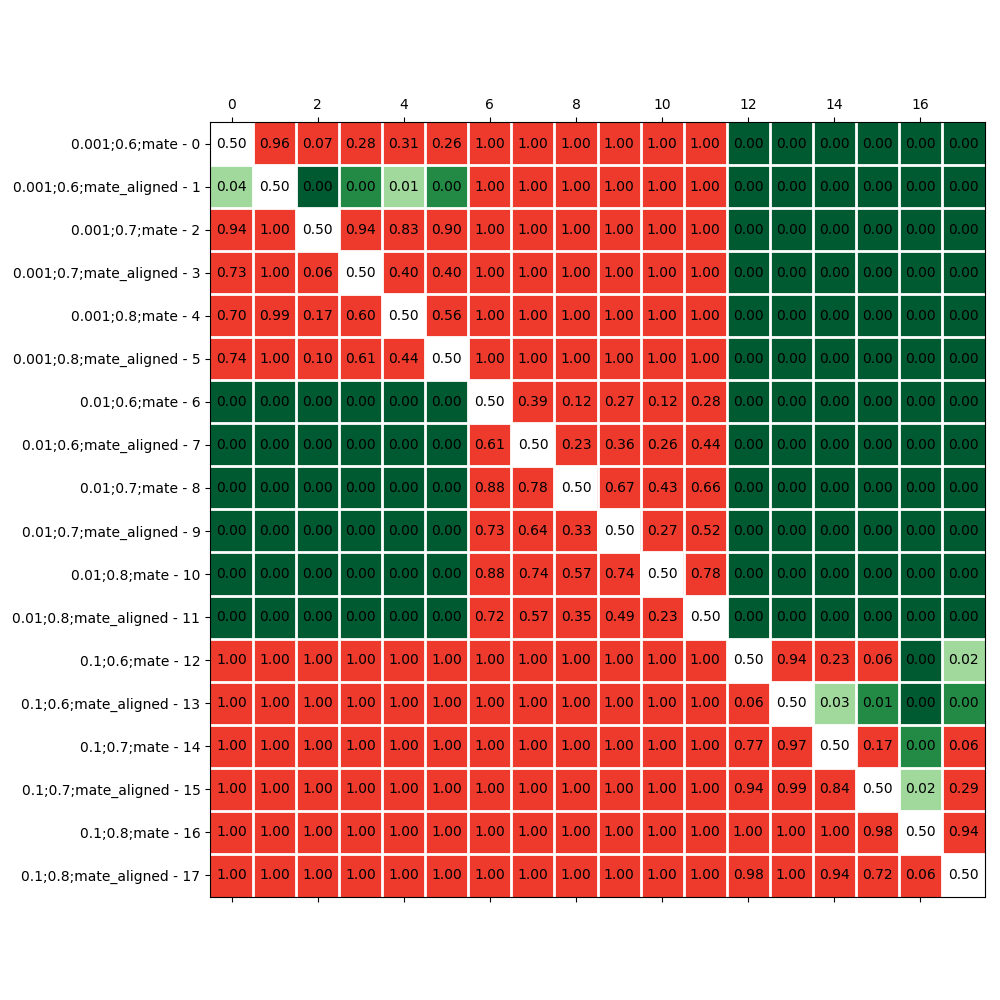 0 2 4 6 8 10 12 14 16
0.001;0.6;mate - 0 0.50 0.96 0.07 0.28 0.31 0.26 1.00 1.00 1.00 1.00 1.00 1.00 0.00 0.00 0.00 0.00 0.00 0.00
0.001;0.6;mate_aligned - 1 0.04 0.50 0.00 0.00 0.01 0.00 1.00 1.00 1.00 1.00 1.00 1.00 0.00 0.00 0.00 0.00 0.00 0.00
0.001;0.7;mate - 2 0.94 1.00 0.50 0.94 0.83 0.90 1.00 1.00 1.00 1.00 1.00 1.00 0.00 0.00 0.00 0.00 0.00 0.00
0.001;0.7;mate_aligned - 3 0.73 1.00 0.06 0.50 0.40 0.40 1.00 1.00 1.00 1.00 1.00 1.00 0.00 0.00 0.00 0.00 0.00 0.00
0.001;0.8;mate - 4 0.70 0.99 0.17 0.60 0.50 0.56 1.00 1.00 1.00 1.00 1.00 1.00 0.00 0.00 0.00 0.00 0.00 0.00
0.001;0.8;mate_aligned - 5 0.74 1.00 0.10 0.61 0.44 0.50 1.00 1.00 1.00 1.00 1.00 1.00 0.00 0.00 0.00 0.00 0.00 0.00
0.01;0.6;mate - 6 0.00 0.00 0.00 0.00 0.00 0.00 0.50 0.39 0.12 0.27 0.12 0.28 0.00 0.00 0.00 0.00 0.00 0.00
0.01;0.6;mate_aligned - 7 0.00 0.00 0.00 0.00 0.00 0.00 0.61 0.50 0.23 0.36 0.26 0.44 0.00 0.00 0.00 0.00 0.00 0.00
0.01;0.7;mate - 8 0.00 0.00 0.00 0.00 0.00 0.00 0.88 0.78 0.50 0.67 0.43 0.66 0.00 0.00 0.00 0.00 0.00 0.00
0.01;0.7;mate_aligned - 9 0.00 0.00 0.00 0.00 0.00 0.00 0.73 0.64 0.33 0.50 0.27 0.52 0.00 0.00 0.00 0.00 0.00 0.00
0.01;0.8;mate - 10 0.00 0.00 0.00 0.00 0.00 0.00 0.88 0.74 0.57 0.74 0.50 0.78 0.00 0.00 0.00 0.00 0.00 0.00
0.01;0.8;mate_aligned - 11 0.00 0.00 0.00 0.00 0.00 0.00 0.72 0.57 0.35 0.49 0.23 0.50 0.00 0.00 0.00 0.00 0.00 0.00
0.1;0.6;mate - 12 1.00 1.00 1.00 1.00 1.00 1.00 1.00 1.00 1.00 1.00 1.00 1.00 0.50 0.94 0.23 0.06 0.00 0.02
0.1;0.6;mate_aligned - 13 1.00 1.00 1.00 1.00 1.00 1.00 1.00 1.00 1.00 1.00 1.00 1.00 0.06 0.50 0.03 0.01 0.00 0.00
0.1;0.7;mate - 14 1.00 1.00 1.00 1.00 1.00 1.00 1.00 1.00 1.00 1.00 1.00 1.00 0.77 0.97 0.50 0.17 0.00 0.06
0.1;0.7;mate_aligned - 15 1.00 1.00 1.00 1.00 1.00 1.00 1.00 1.00 1.00 1.00 1.00 1.00 0.94 0.99 0.84 0.50 0.02 0.29
0.1;0.8;mate - 16 1.00 1.00 1.00 1.00 1.00 1.00 1.00 1.00 1.00 1.00 1.00 1.00 1.00 1.00 1.00 0.98 0.50 0.94
0.1;0.8;mate_aligned - 17 1.00 1.00 1.00 1.00 1.00 1.00 1.00 1.00 1.00 1.00 1.00 1.00 0.98 1.00 0.94 0.72 0.06 0.50